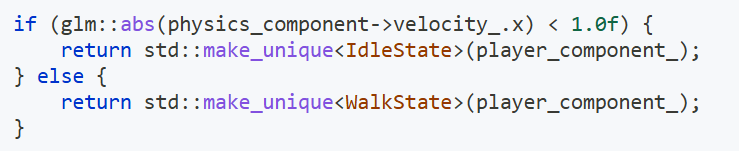 if (glm::abs(physics_component->velocity_.x) < 1.0f) {
    return std::make_unique<IdleState>(player_component_);
} else {
    return std::make_unique<WalkState>(player_component_);
}